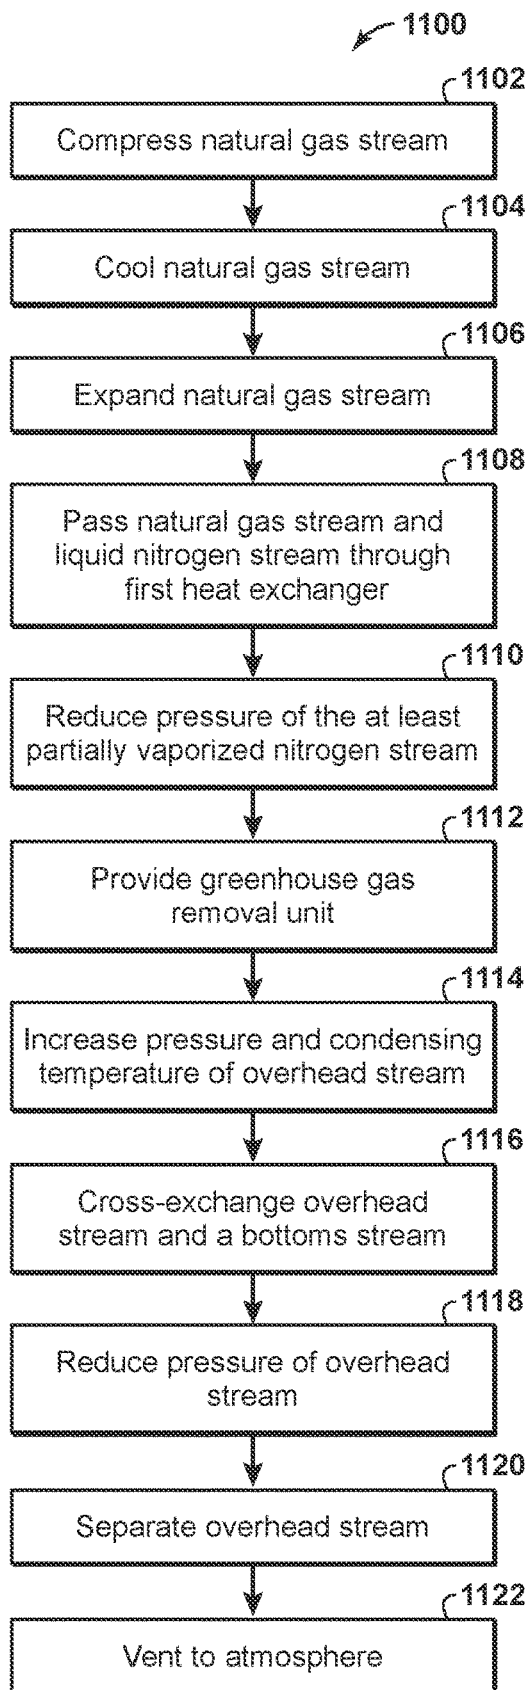 1100
1102
Compress natural gas stream
1104
Cool natural gas stream
1106
Expand natural gas stream
1108
Pass natural gas stream and
liquid nitrogen stream through
first heat exchanger
1110
Reduce pressure of the at least
partially vaporized nitrogen stream
1112
Provide greenhouse gas
removal unit
1114
Increase pressure and condensing
temperature of overhead stream
1116
Cross-exchange overhead
stream and a bottoms stream
1118
Reduce pressure of overhead
stream
1120
Separate overhead stream
1122
Vent to atmosphere